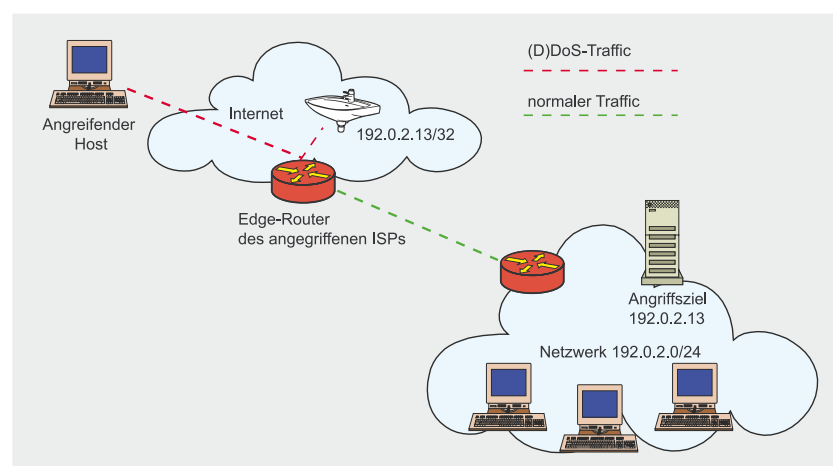 (D)DoS-Traffic
normaler Traffic
Internet
192.0.2.13/32
Angreifender
Host
Edge-Router
des angegriffenen ISPs
Angriffsziel
192.0.2.13
Netzwerk 192.0.2.0/24